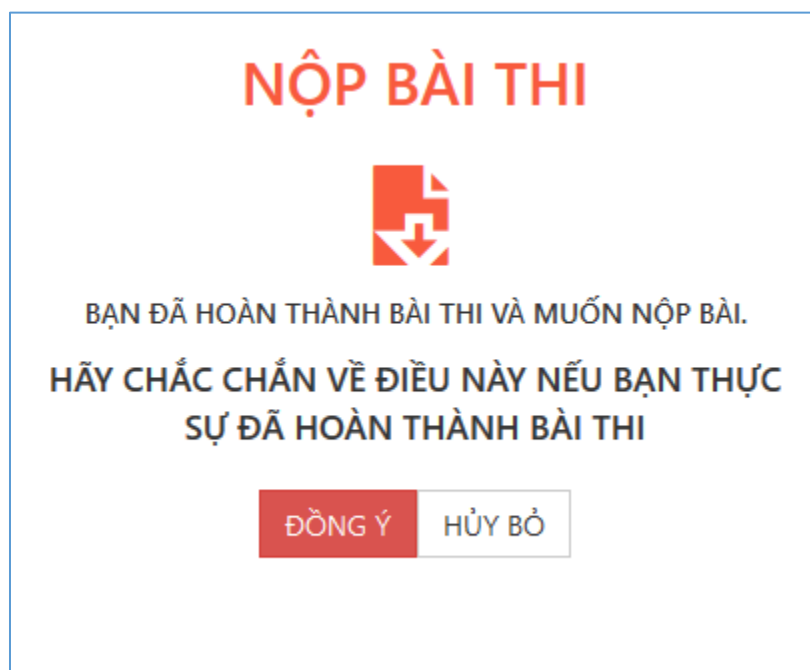 NỘP BÀI THI
BẠN ĐÃ HOÀN THÀNH BÀI THI VÀ MUỐN NỘP BÀI.
HÃY CHẮC CHẮN VỀ ĐIỀU NÀY NẾU BẠN THỰC
SỰ ĐÃ HOÀN THÀNH BÀI THI
ĐỒNG Ý HỦY BỎ